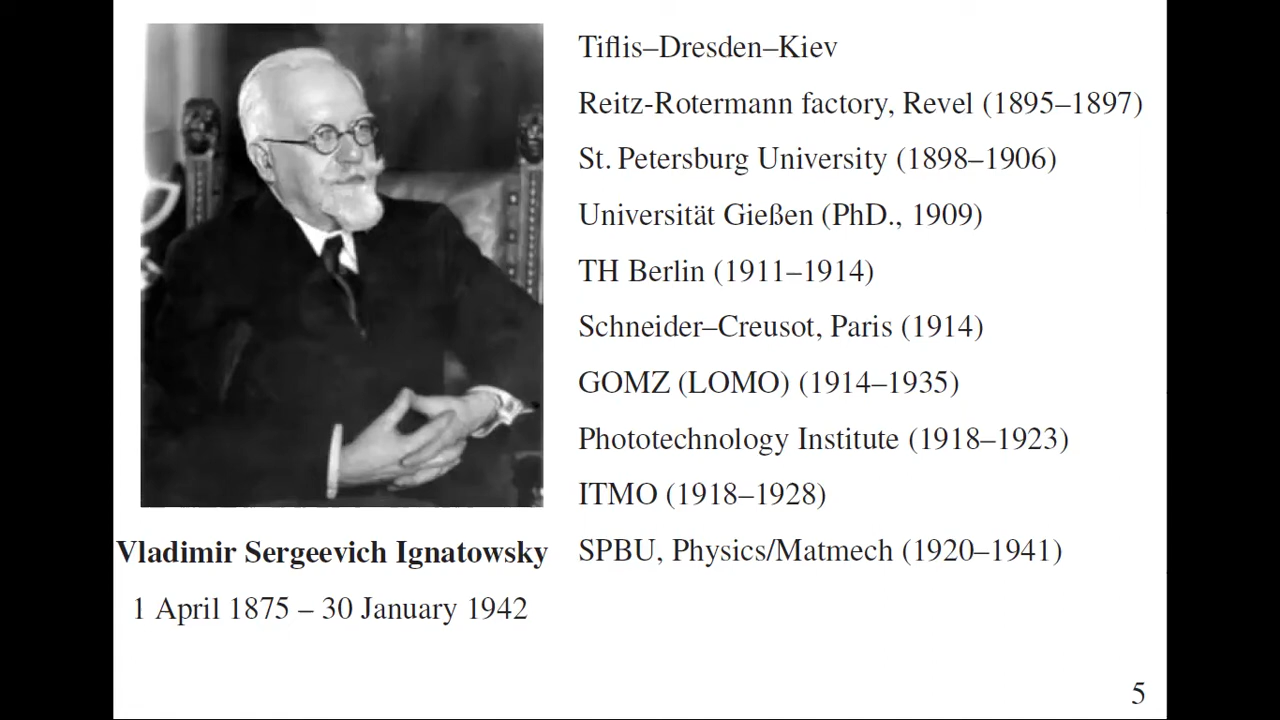 Tiflis–Dresden–Kiev
Reitz-Rotermann factory, Revel (1895–1897)
St. Petersburg University (1898–1906)
Universität Gießen (PhD., 1909)
TH Berlin (1911–1914)
Schneider–Creusot, Paris (1914)
GOMZ (LOMO) (1914–1935)
Phototechnology Institute (1918–1923)
ITMO (1918–1928)
SPBU, Physics/Matmech (1920–1941)
Vladimir Sergeevich Ignatowsky
1 April 1875 – 30 January 1942
5